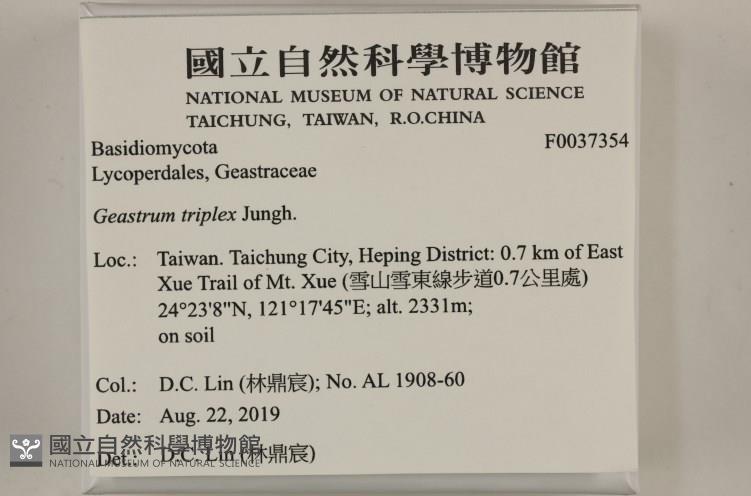 國立自然科學博物館
NATIONAL MUSEUM OF NATURAL SCIENCE
TAICHUNG, TAIWAN, R.O.CHINA
Basidiomycota F0037354
Lycoperdales, Geastraceae
Geastrum triplex Jungh.
Loc.: Taiwan. Taichung City, Heping District: 0.7 km of East
Xue Trail of Mt. Xue (雪山雪東線步道0.7公里處)
24°23'8"N, 121°17'45"E; alt. 2331m;
on soil
Col.: D.C. Lin (林鼎宸); No. AL 1908-60
Date: Aug. 22, 2019
Det.: D.C. Lin (林鼎宸)
國立自然科學博物館
NATIONAL MUSEUM OF NATURAL SCIENCE